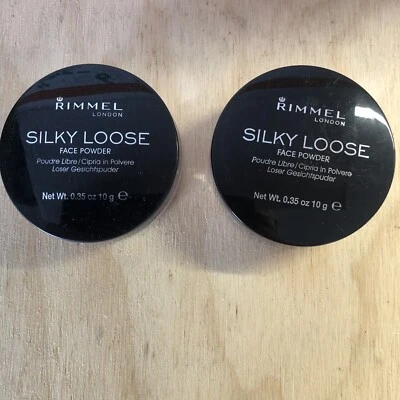 RIMMEL
LONDON
SILKY LOOSE
FACE POWDER
Poudre Libre/Cipria in Polvere
Loser Gesichtspuder
Net Wt. 0.35 oz 10 g ℮
RIMMEL
LONDON
SILKY LOOSE
FACE POWDER
Poudre Libre/Cipria in Polvere
Loser Gesichtspuder
Net Wt. 0.35 oz 10 g ℮